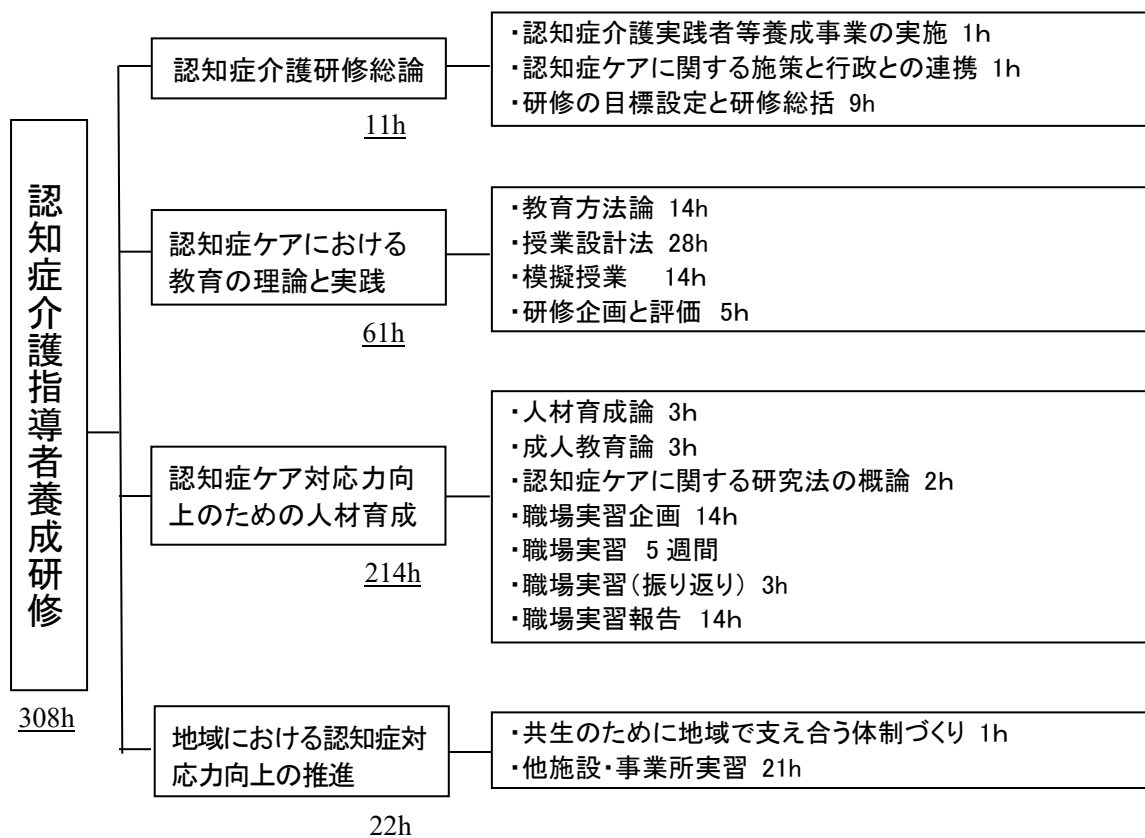 認知症介護指導者養成研修
308h
認知症介護研修総論
11h
・認知症介護実践者等養成事業の実施 1h
・認知症ケアに関する施策と行政との連携 1h
・研修の目標設定と研修総括 9h
認知症ケアにおける
教育の理論と実践
61h
・教育方法論 14h
・授業設計法 28h
・模擬授業 14h
・研修企画と評価 5h
認知症ケア対応力向
上のための人材育成
214h
・人材育成論 3h
・成人教育論 3h
・認知症ケアに関する研究法の概論 2h
・職場実習企画 14h
・職場実習 5週間
・職場実習(振り返り) 3h
・職場実習報告 14h
地域における認知症対
応力向上の推進
22h
・共生のために地域で支え合う体制づくり 1h
・他施設・事業所実習 21h